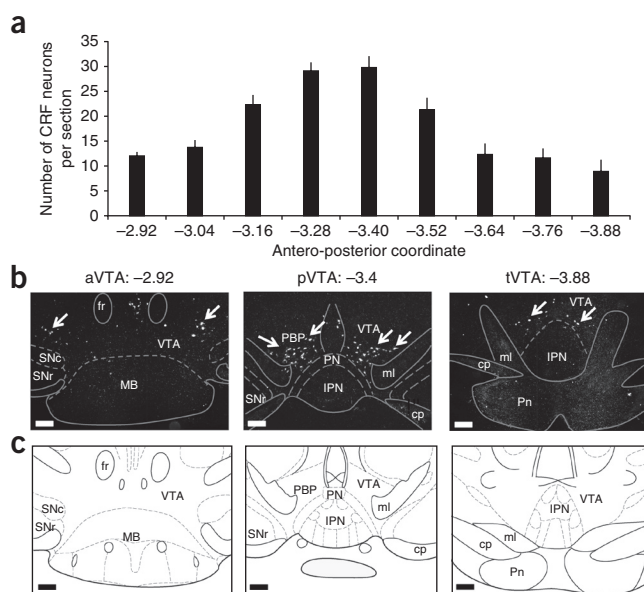 a
Number of CRF neurons
per section
35
30
25
20
15
10
5
0
–2.92 –3.04 –3.16 –3.28 –3.40 –3.52 –3.64 –3.76 –3.88
Antero-posterior coordinate
b
aVTA: –2.92 pVTA: –3.4 tVTA: –3.88
fr
VTA
SNc
SNr
MB
PBP
VTA
PN
IPN
ml
SNr
cp
VTA
ml
cp
IPN
Pn
c
fr
VTA
SNc
SNr
MB
PBP
PN
VTA
ml
IPN
SNr
cp
VTA
IPN
ml
cp
Pn